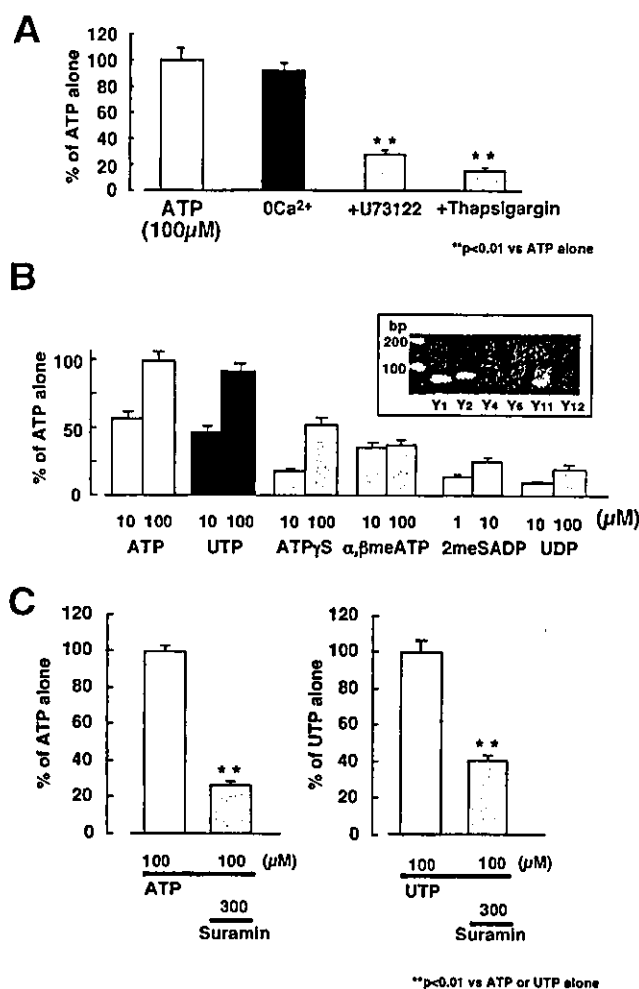 A
% of ATP alone
120
100
80
60
40
20
0
** **
ATP (100µM) 0Ca²⁺ +U73122 +Thapsigargin
**p<0.01 vs ATP alone
B
% of ATP alone
100
50
0
bp
200
100
Y1 Y2 Y4 Y6 Y11 Y12
10 100 10 100 10 100 10 100 1 10 10 100 (µM)
ATP UTP ATPγS α,βmeATP 2meSADP UDP
C
% of ATP alone
120
100
80
60
40
20
0
**
100 100 (µM)
ATP
300
Suramin
% of UTP alone
120
100
80
60
40
20
0
**
100 100 (µM)
UTP
300
Suramin
**p<0.01 vs ATP or UTP alone